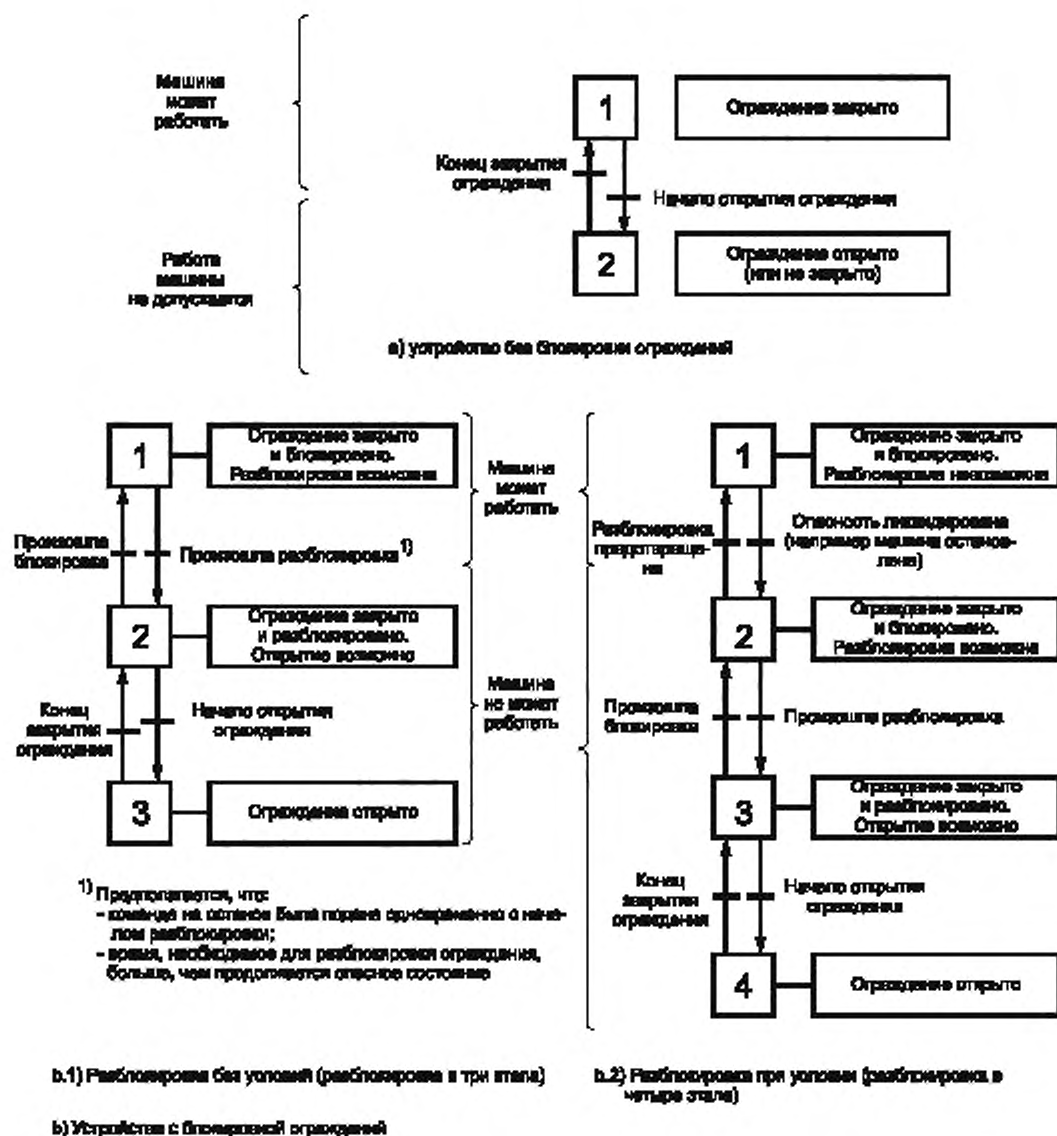 Машина
может
работать
1
Ограждение закрыто
Конец закрытия
ограждения
Начало открытия ограждения
Работа
машины
не допускается
2
Ограждение открыто
(или не закрыто)
a) устройство без блокировки ограждений
1
Ограждение закрыто
и блокировано.
Разблокировка возможна
Машина
может
работать
Произошла
блокировка
Произошла разблокировка1)
2
Ограждение закрыто
и разблокировано.
Открытие возможно
Машина
не может
работать
Конец
закрытия
ограждения
Начало открытия
ограждения
3
Ограждение открыто
1) Предполагается, что:
– команда на останов была подана одновременно с нача-
лом разблокировки;
– время, необходимое для разблокировки ограждения,
больше, чем продолжается опасное состояние
b.1) Разблокировка без условий (разблокировка в три этапа)
1
Ограждение закрыто
и блокировано.
Разблокировка невозможна
Разблокировка
предотвраще-
на
Опасность ликвидирована
(например машина останов-
лена)
2
Ограждение закрыто
и блокировано.
Разблокировка возможна
Произошла
блокировка
Произошла разблокировка
3
Ограждение закрыто
и разблокировано.
Открытие возможно
Конец
закрытия
ограждения
Начало открытия
ограждения
4
Ограждение открыто
b.2) Разблокировка при условии (разблокировка в
четыре этапа)
b) Устройства с блокировкой ограждений